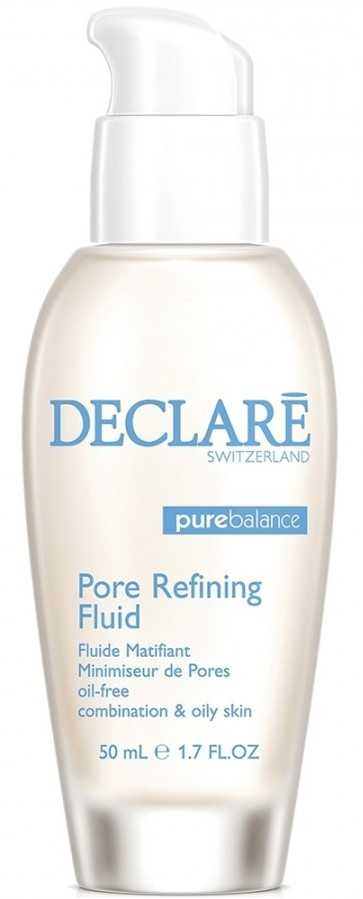 DECLARĒ
SWITZERLAND
purebalance
Pore Refining
Fluid
Fluide Matifiant
Minimiseur de Pores
oil-free
combination & oily skin
50 mL ℮ 1.7 FL.OZ